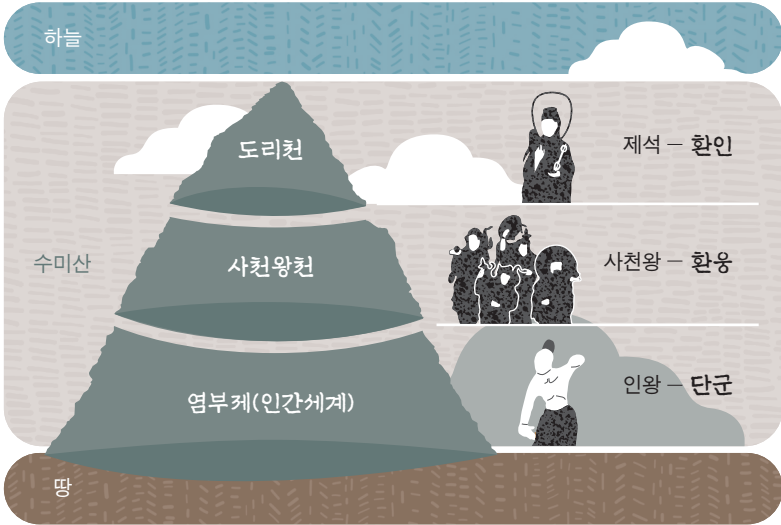 하늘
도리천
제석 – 환인
수미산
사천왕천
사천왕 – 환웅
염부제(인간세계)
인왕 – 단군
땅